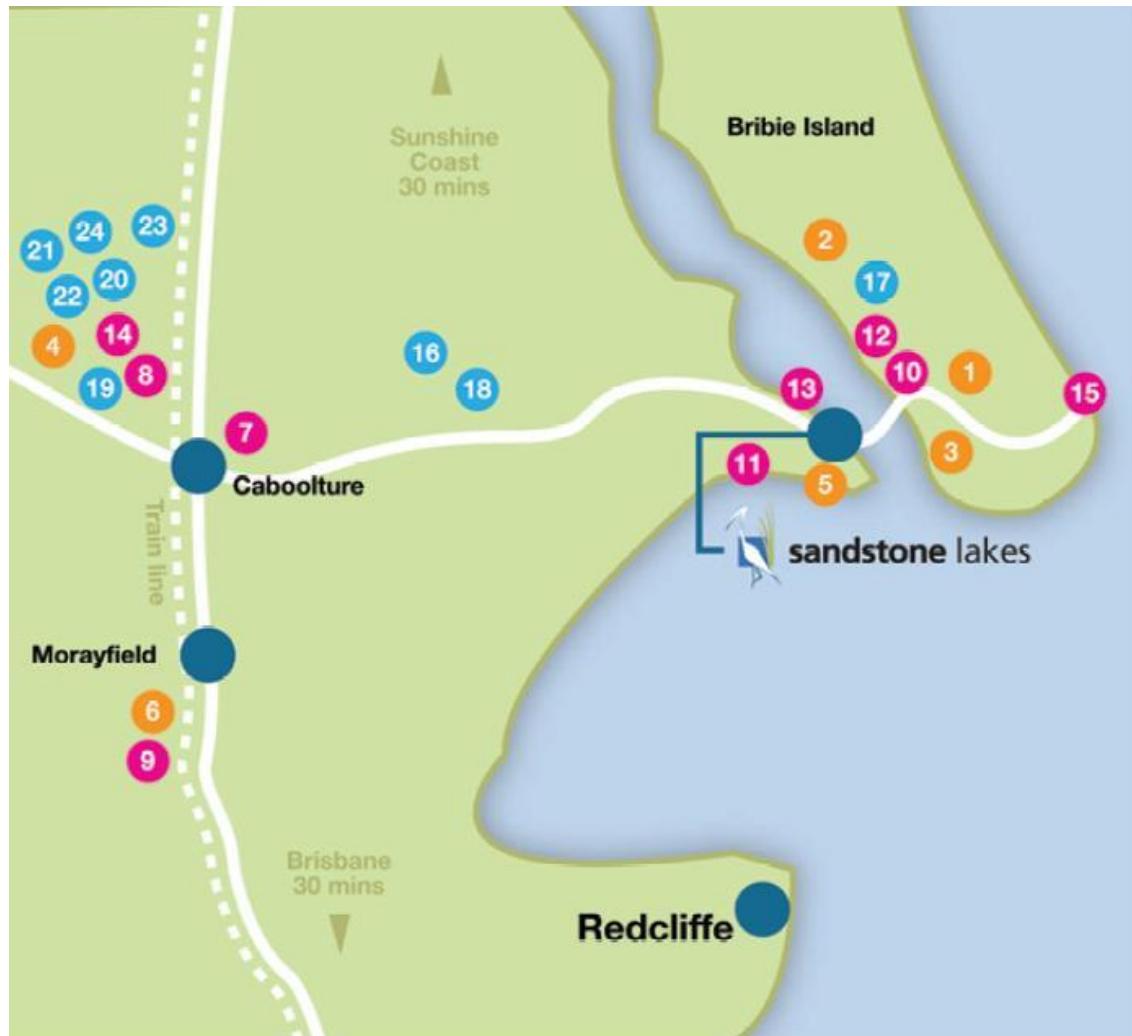 Bribie Island
Sunshine
Coast
30 mins
2
23
24
21
20
17
22
14
12
4
16
8
10
1
19
18
13
15
7
3
11
Caboolture
5
Train line
sandstone lakes
Morayfield
6
9
Brisbane
30 mins
Redcliffe